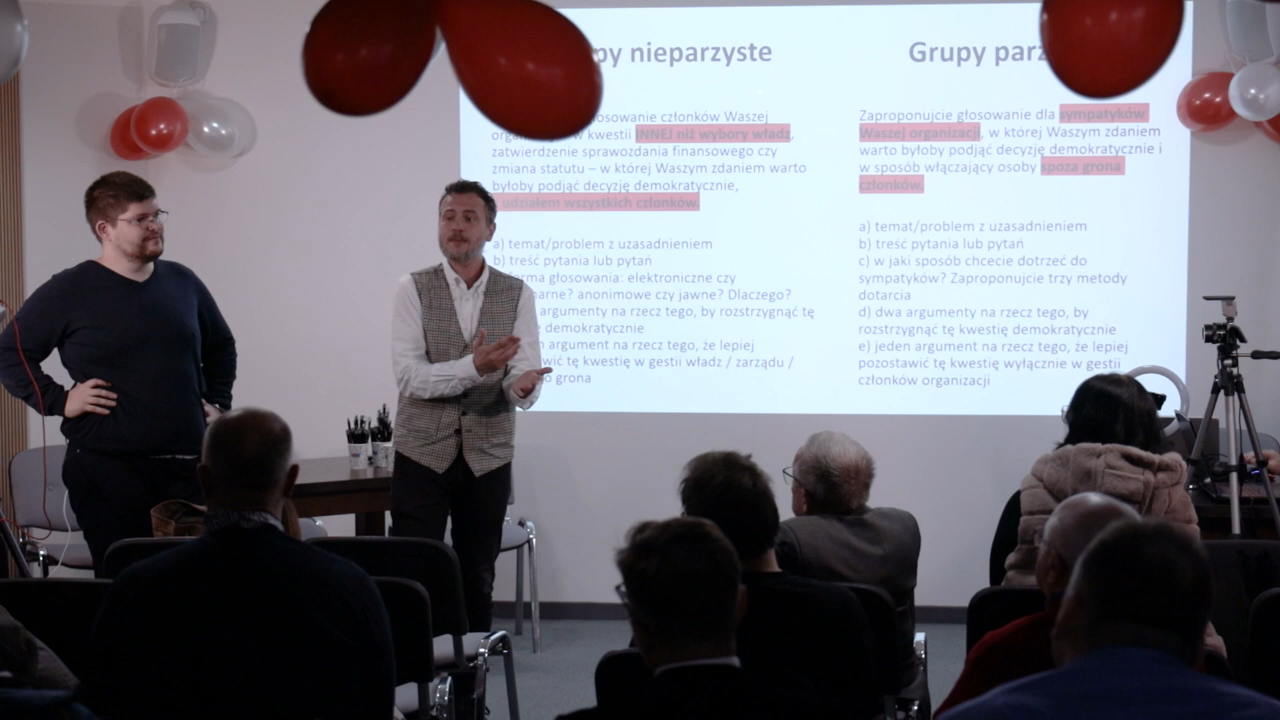 nieparzyste
głosowanie członków Waszej
w kwestii INNEJ niż wybory władz,
zatwierdzenie sprawozdania finansowego czy
zmiana statutu – w której Waszym zdaniem warto
byłoby podjąć decyzję demokratycznie,
z udziałem wszystkich członków.
a) temat/problem z uzasadnieniem
b) treść pytania lub pytań
forma głosowania: elektroniczne czy
anonimowe czy jawne? Dlaczego?
argumenty na rzecz tego, by rozstrzygnąć tę
demokratycznie
argument na rzecz tego, że lepiej
tę kwestię w gestii władz / zarządu /
grona
Grupy
Zaproponujcie głosowanie dla sympatyków
Waszej organizacji, w której Waszym zdaniem
warto byłoby podjąć decyzję demokratycznie i
w sposób włączający osoby spoza grona
członków.
a) temat/problem z uzasadnieniem
b) treść pytania lub pytań
c) w jaki sposób chcecie dotrzeć do
sympatyków? Zaproponujcie trzy metody
dotarcia
d) dwa argumenty na rzecz tego, by
rozstrzygnąć tę kwestię demokratycznie
e) jeden argument na rzecz tego, że lepiej
pozostawić tę kwestię wyłącznie w gestii
członków organizacji